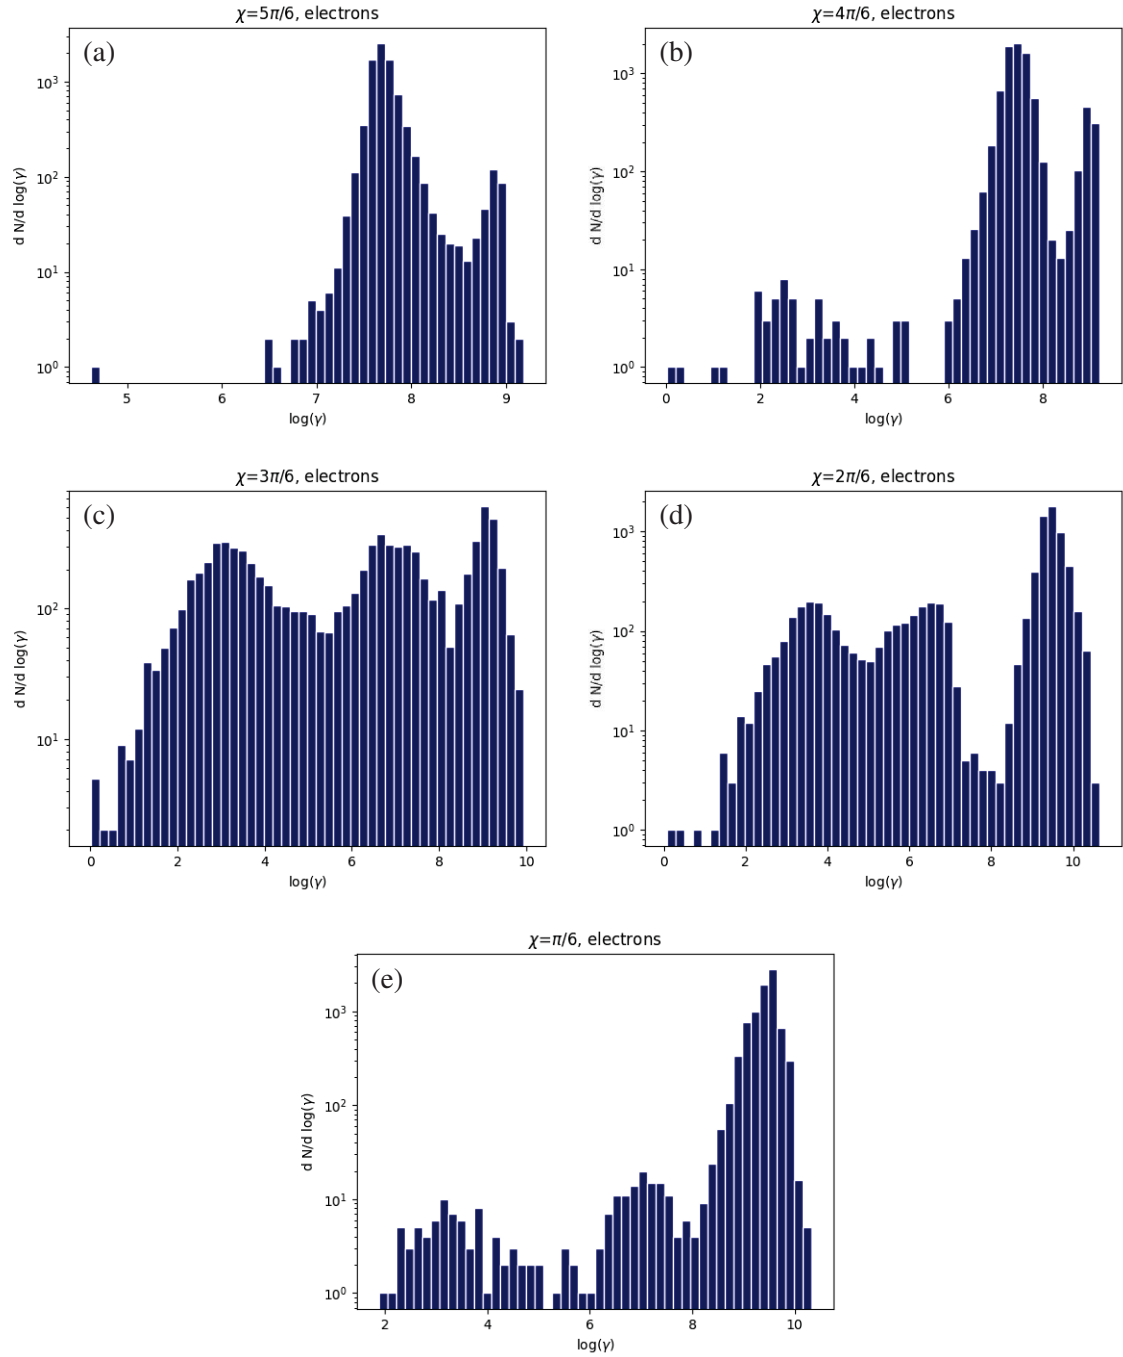 χ=5π/6, electrons
(a)
d N/d log(γ)
10³
10²
10¹
10⁰
5 6 7 8 9
log(γ)
χ=4π/6, electrons
(b)
d N/d log(γ)
10³
10²
10¹
10⁰
0 2 4 6 8
log(γ)
χ=3π/6, electrons
(c)
d N/d log(γ)
10²
10¹
0 2 4 6 8 10
log(γ)
χ=2π/6, electrons
(d)
d N/d log(γ)
10³
10²
10¹
10⁰
0 2 4 6 8 10
log(γ)
χ=π/6, electrons
(e)
d N/d log(γ)
10³
10²
10¹
10⁰
2 4 6 8 10
log(γ)